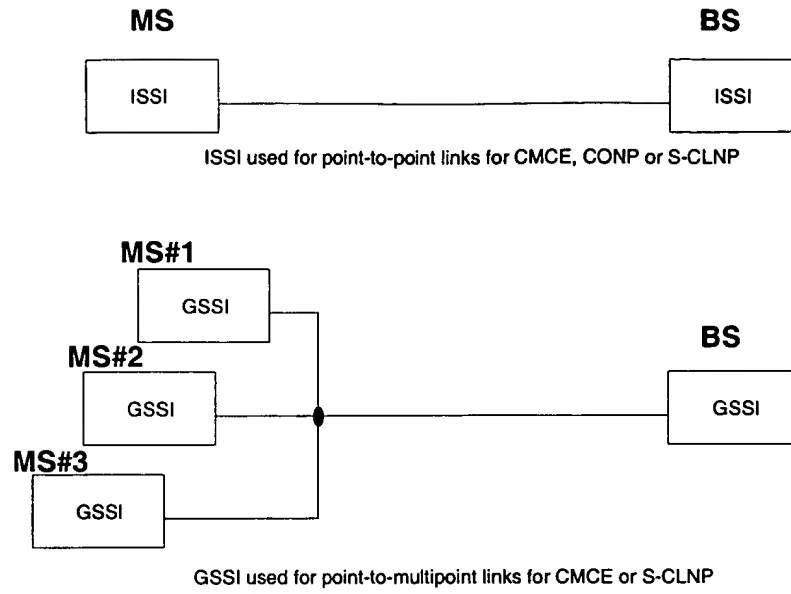 MS BS
ISSI ISSI
ISSI used for point-to-point links for CMCE, CONP or S-CLNP
MS#1
GSSI
BS
MS#2
GSSI GSSI
MS#3
GSSI
GSSI used for point-to-multipoint links for CMCE or S-CLNP